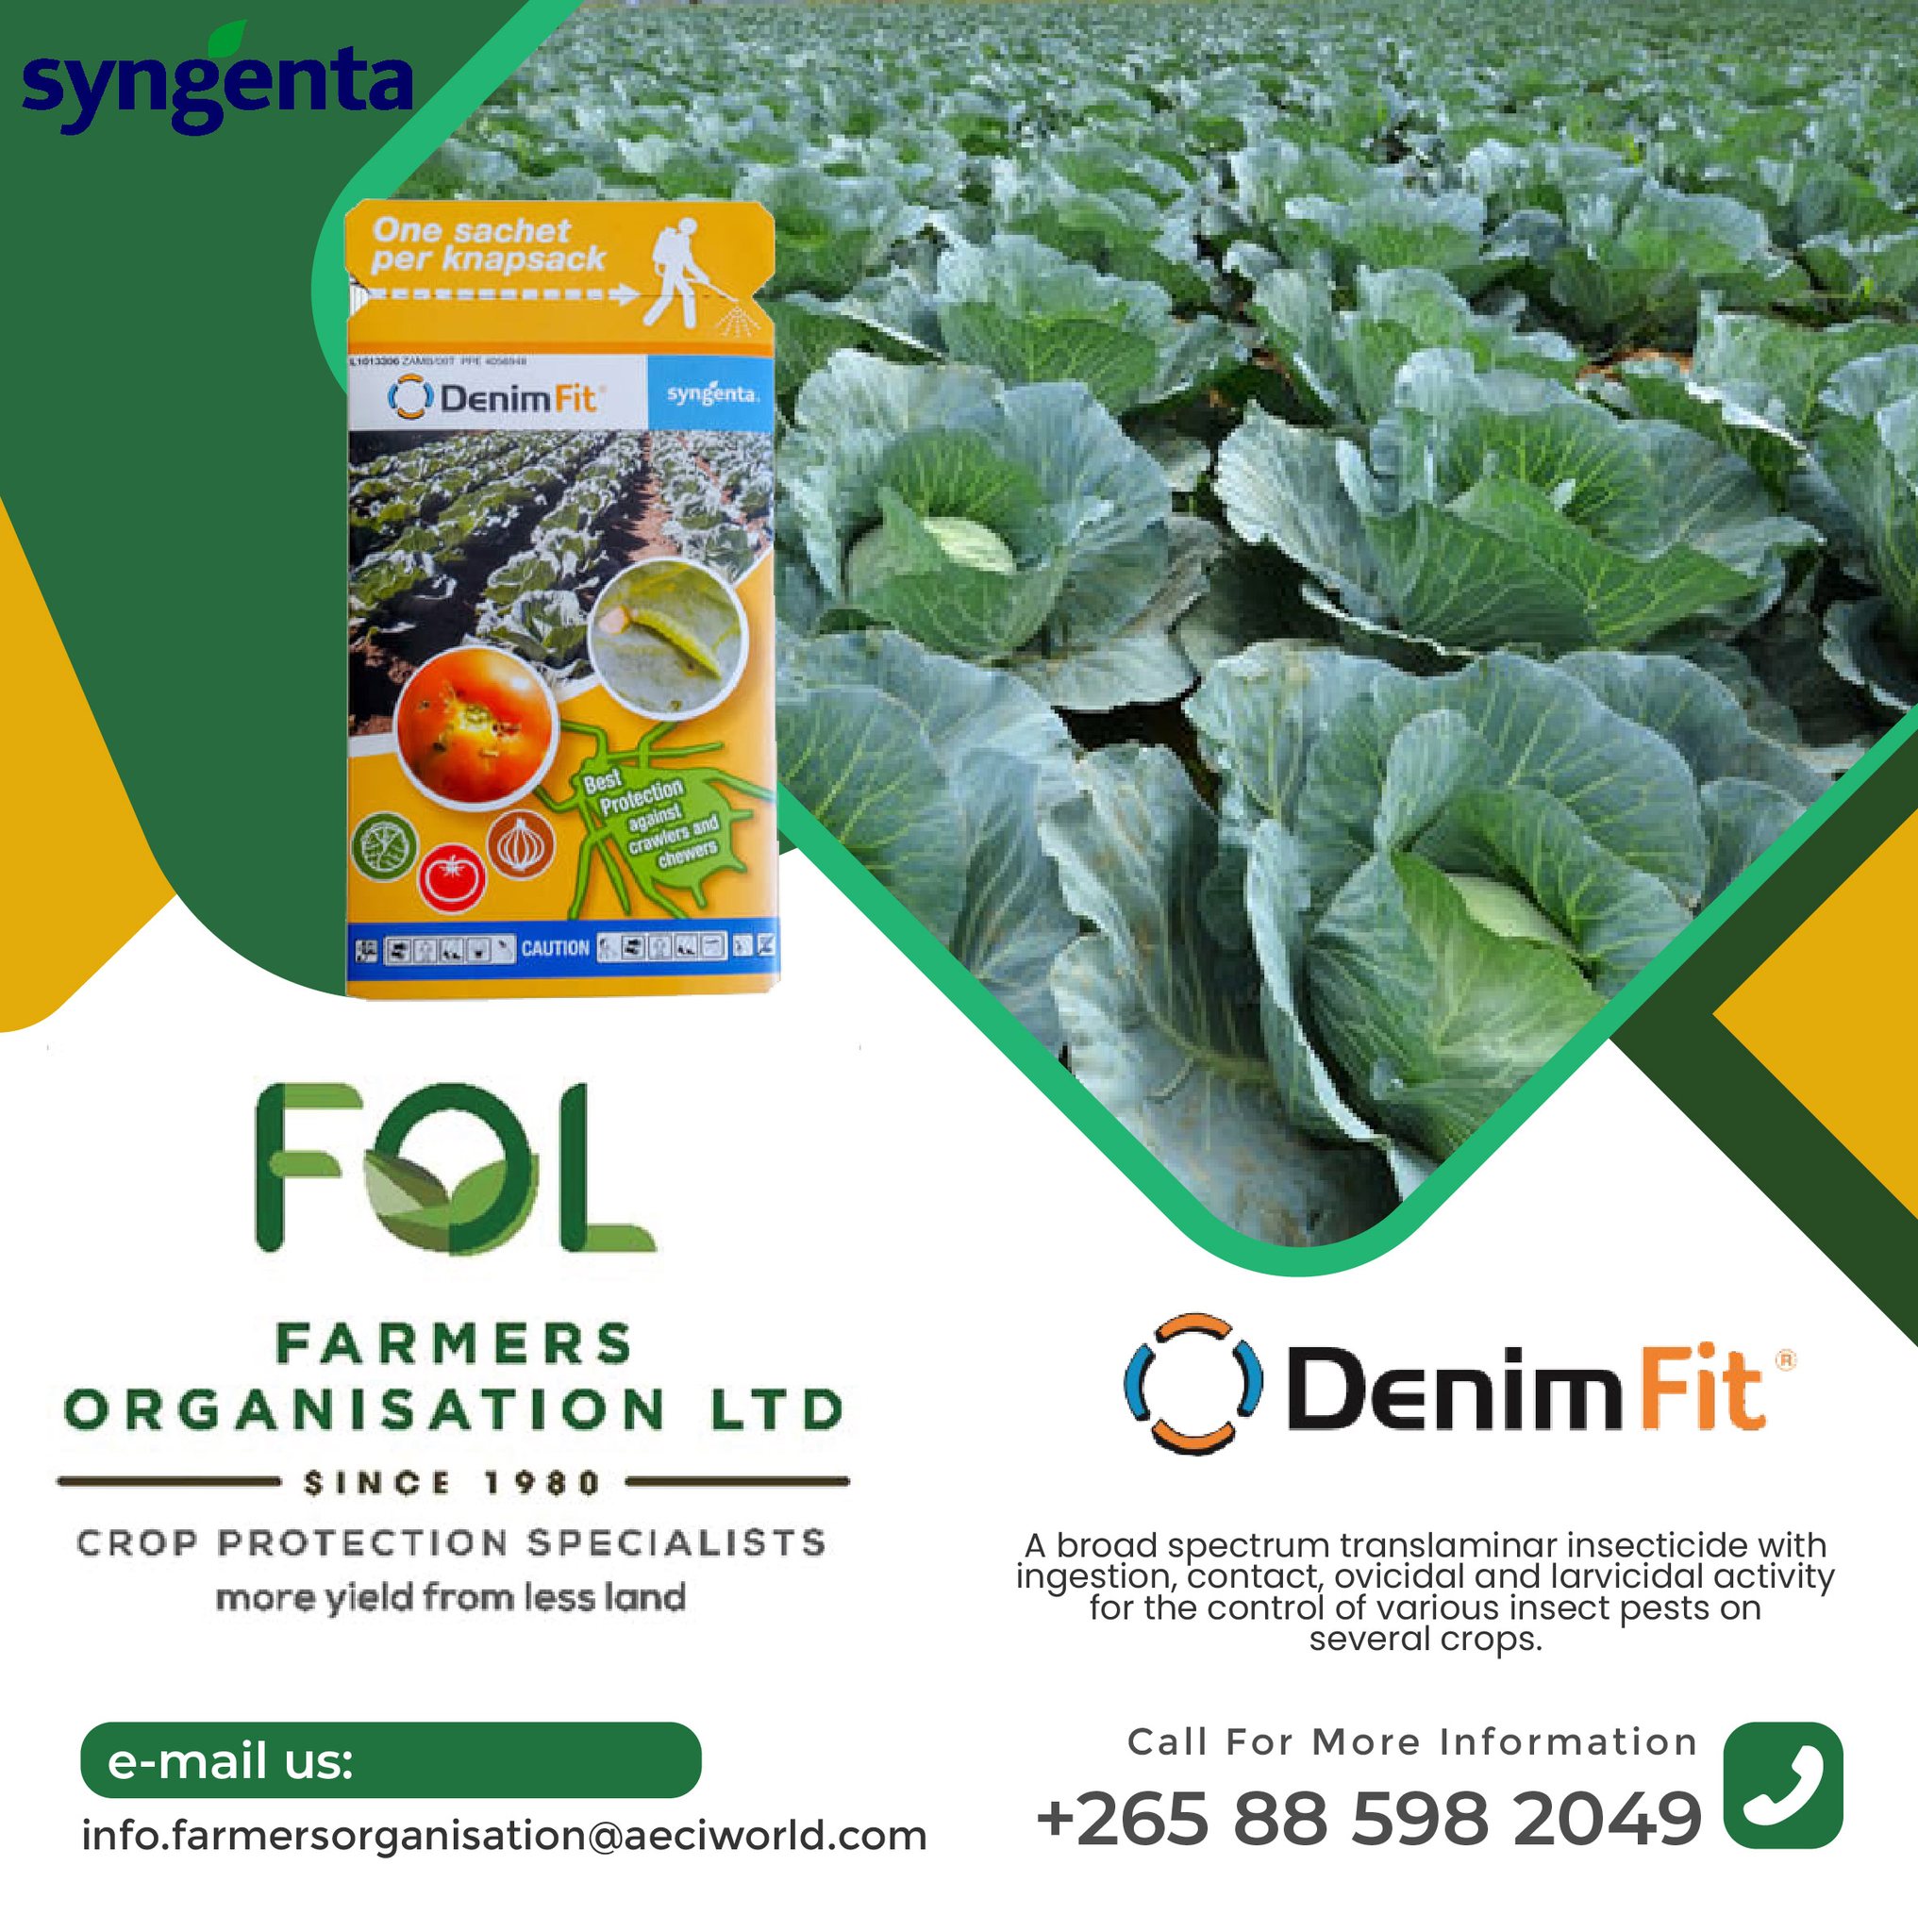 syngenta
One sachet
per knapsack
DenimFit
syngenta.
Best
Protection
against
crawlers and
chewers
CAUTION
FOL
FARMERS
ORGANISATION LTD
SINCE 1980
CROP PROTECTION SPECIALISTS
more yield from less land
DenimFit®
A broad spectrum translaminar insecticide with
ingestion, contact, ovicidal and larvicidal activity
for the control of various insect pests on
several crops.
e-mail us:
info.farmersorganisation@aeciworld.com
Call For More Information
+265 88 598 2049